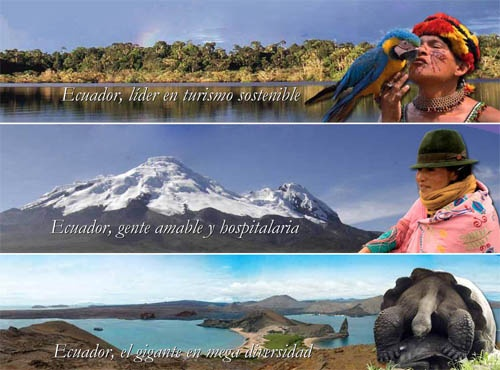 Ecuador, líder en turismo sostenible
Ecuador, gente amable y hospitalaria
Ecuador, el gigante en mega diversidad